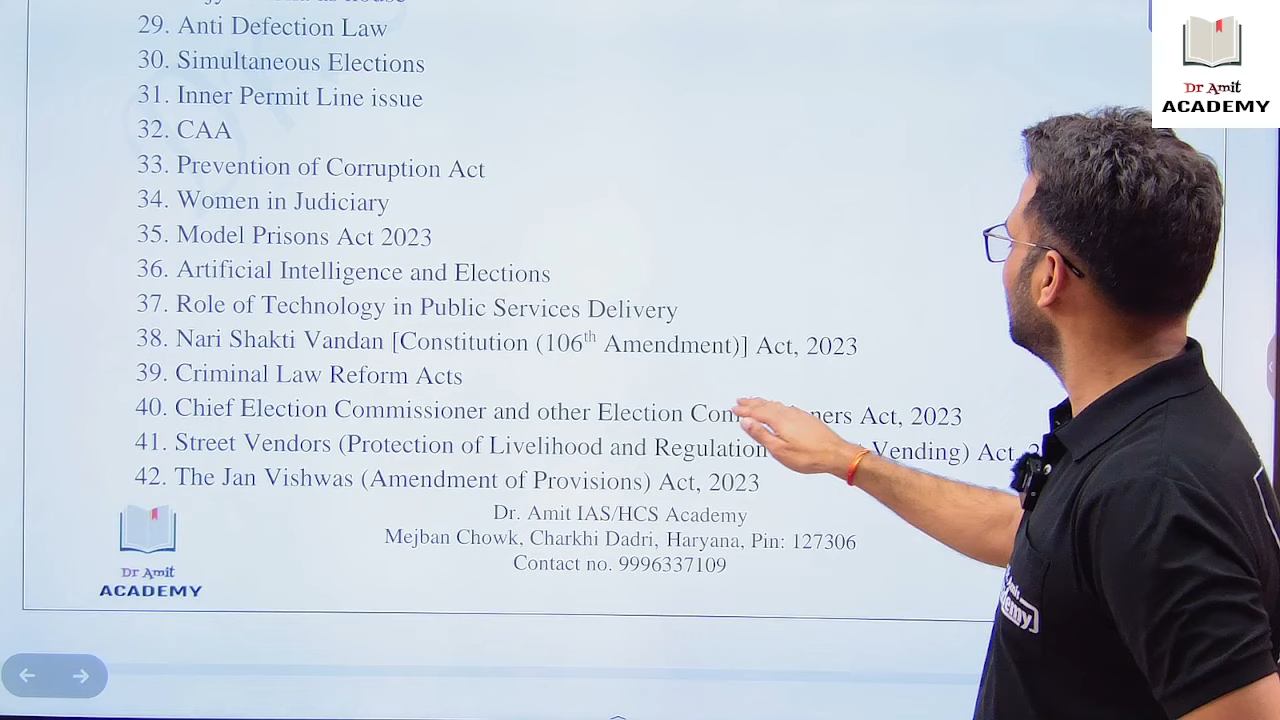 29. Anti Defection Law
30. Simultaneous Elections
31. Inner Permit Line issue
32. CAA
33. Prevention of Corruption Act
34. Women in Judiciary
35. Model Prisons Act 2023
36. Artificial Intelligence and Elections
37. Role of Technology in Public Services Delivery
38. Nari Shakti Vandan [Constitution (106th Amendment)] Act, 2023
39. Criminal Law Reform Acts
40. Chief Election Commissioner and other Election Com ners Act, 2023
41. Street Vendors (Protection of Livelihood and Regulation Vending) Act,
42. The Jan Vishwas (Amendment of Provisions) Act, 2023
Dr. Amit IAS/HCS Academy
Mejban Chowk, Charkhi Dadri, Haryana, Pin: 127306
Contact no. 9996337109
Dr Amit
ACADEMY
Dr Amit
ACADEMY